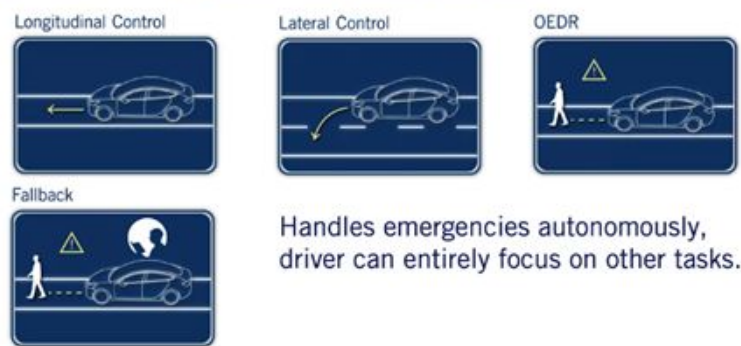 Longitudinal Control
Lateral Control
OEDR
Fallback
Handles emergencies autonomously,
driver can entirely focus on other tasks.